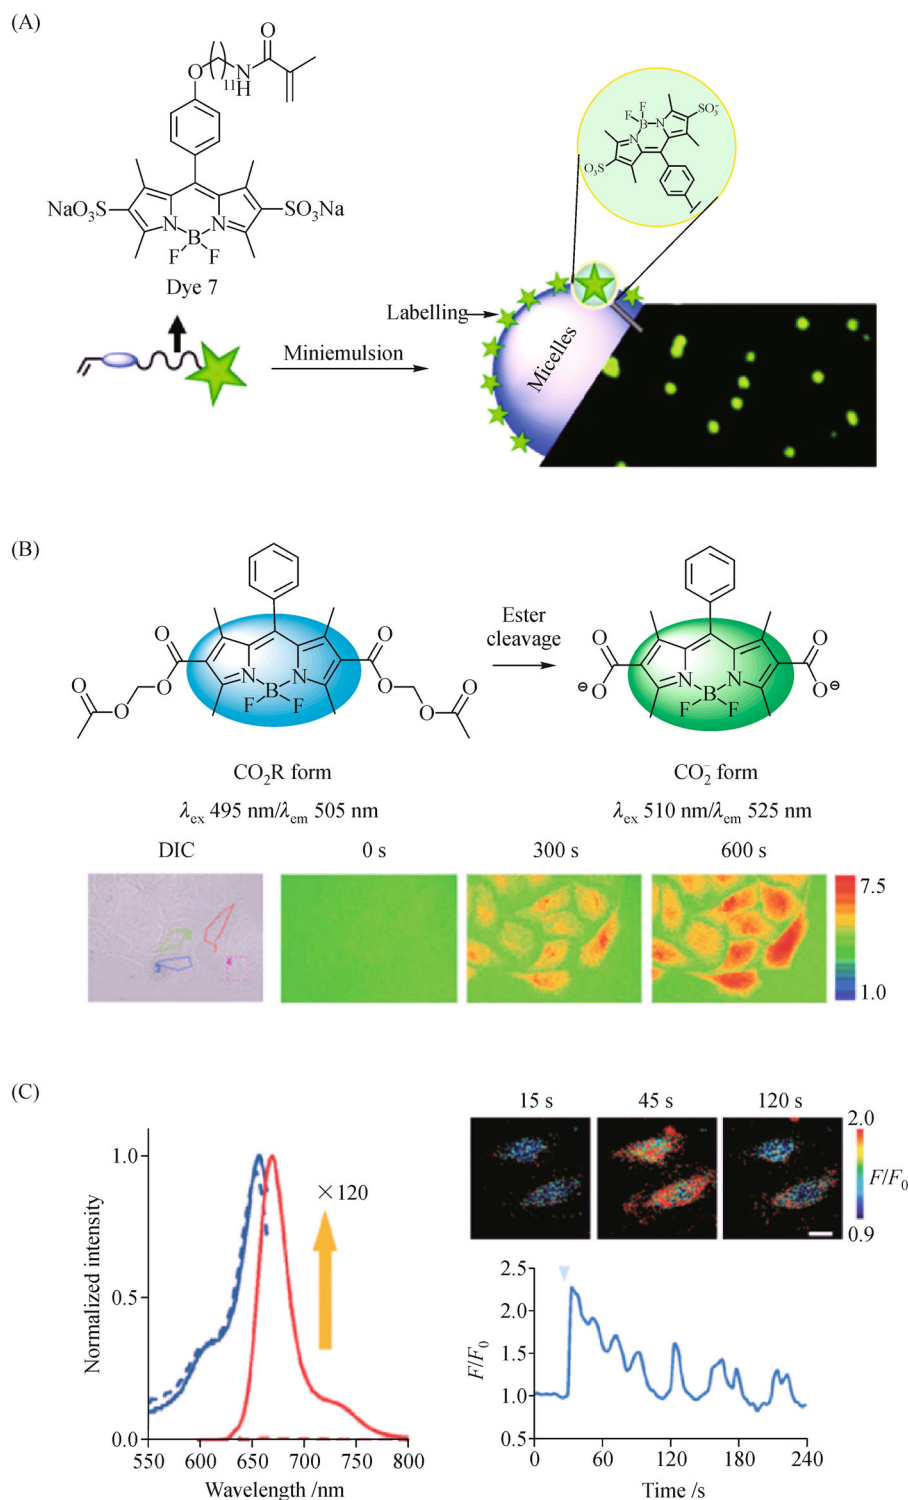 (A)
O
O
11
N
H
NaO₃S
SO₃Na
N
N
B
F
F
Dye 7
F
F
B
N
N
SO₃⁻
O₃S
Labelling
Miniemulsion
Micelles
(B)
O
O
N
N
O
O
B
F
F
O
O
O
O
Ester
cleavage
O
O
⊖
N
N
B
F
F
O
O
⊖
CO₂R form
CO₂⁻ form
λex 495 nm/λem 505 nm
λex 510 nm/λem 525 nm
DIC
0 s
300 s
600 s
7.5
1.0
(C)
1.0
0.5
0.0
×120
Normalized intensity
550 600 650 700 750 800
Wavelength /nm
15 s
45 s
120 s
2.0
F/F₀
0.9
2.5
2.0
1.5
1.0
0.5
F/F₀
0 60 120 180 240
Time /s